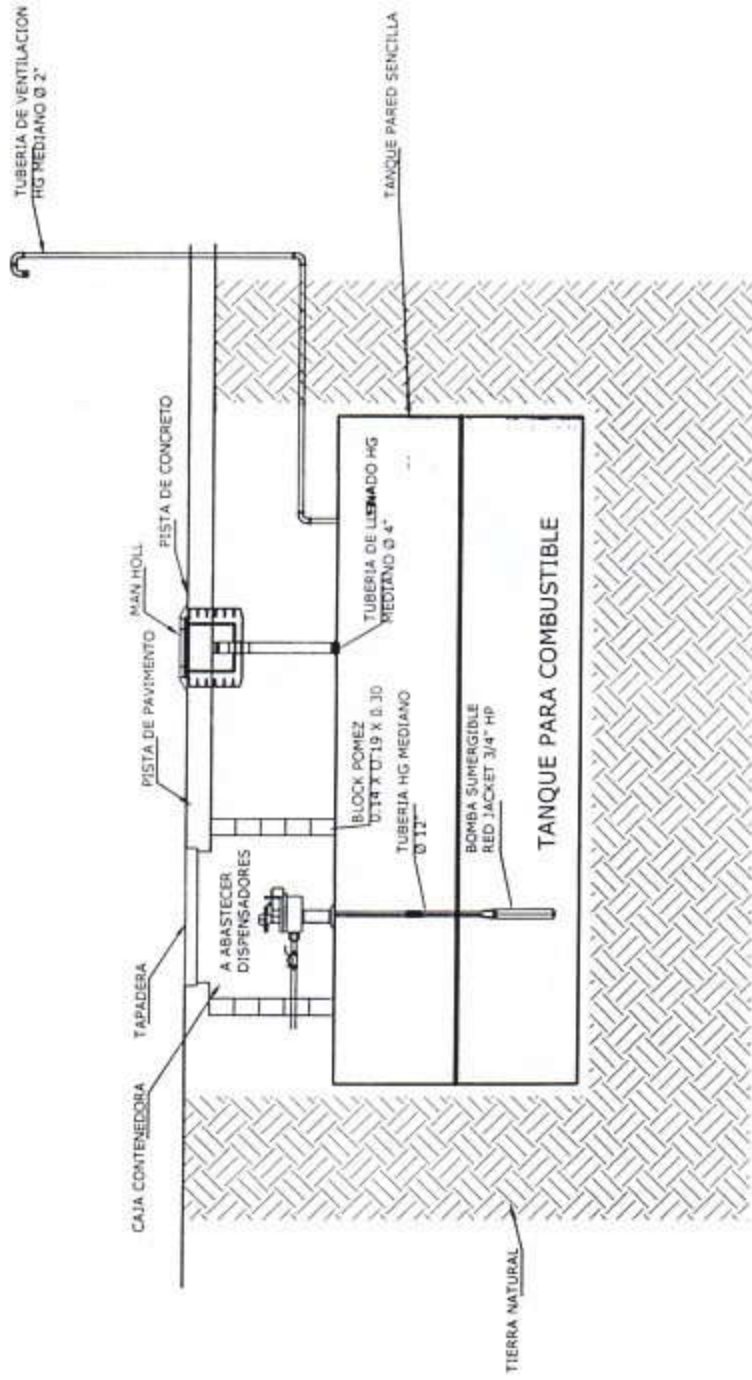 TUBERIA DE VENTILACION
HG MEDIANO Ø 2"
MAN HOLL
PISTA DE PAVIMENTO
PISTA DE CONCRETO
TAPADERA
CAJA CONTENEDORA
A ABASTECER
DISPENSADORES
BLOCK POMEZ
0.14 X 0.19 X 0.30
TUBERIA HG MEDIANO
Ø 12"
TUBERIA DE HG
MEDIANO Ø 4"
TANQUE PARED SENCILLA
BOMBA SUMERGIBLE
RED JACKET 3/4" HP
TANQUE PARA COMBUSTIBLE
TIERRA NATURAL